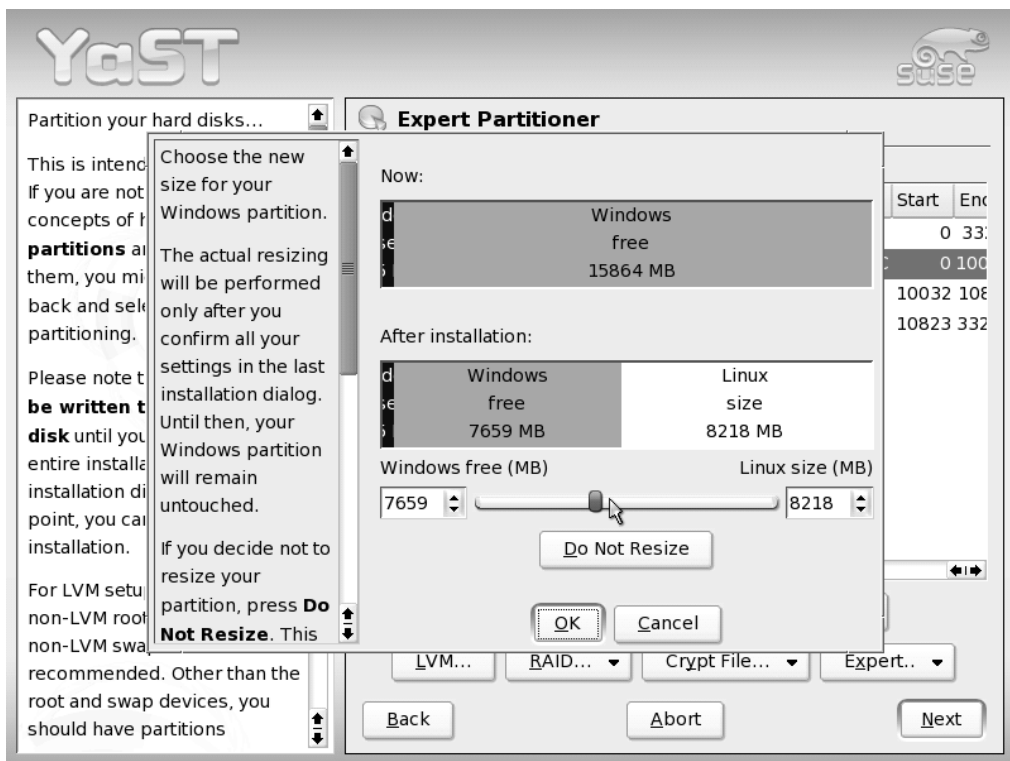 YaST
suse
Partition your hard disks...
This is intend
If you are not
concepts of h
partitions a
them, you mi
back and sele
partitioning.
Please note t
be written t
disk until you
entire installa
installation di
point, you ca
installation.
For LVM setu
non-LVM root
non-LVM swa
recommended. Other than the
root and swap devices, you
should have partitions
Expert Partitioner
Start End
0 33
0 100
10032 108
10823 332
LVM...
RAID...
Crypt File...
Expert..
Back
Abort
Next
Choose the new
size for your
Windows partition.
The actual resizing
will be performed
only after you
confirm all your
settings in the last
installation dialog.
Until then, your
Windows partition
will remain
untouched.
If you decide not to
resize your
partition, press Do
Not Resize. This
Now:
Windows
free
15864 MB
After installation:
Windows
free
7659 MB
Linux
size
8218 MB
Windows free (MB)
Linux size (MB)
7659
8218
Do Not Resize
OK
Cancel